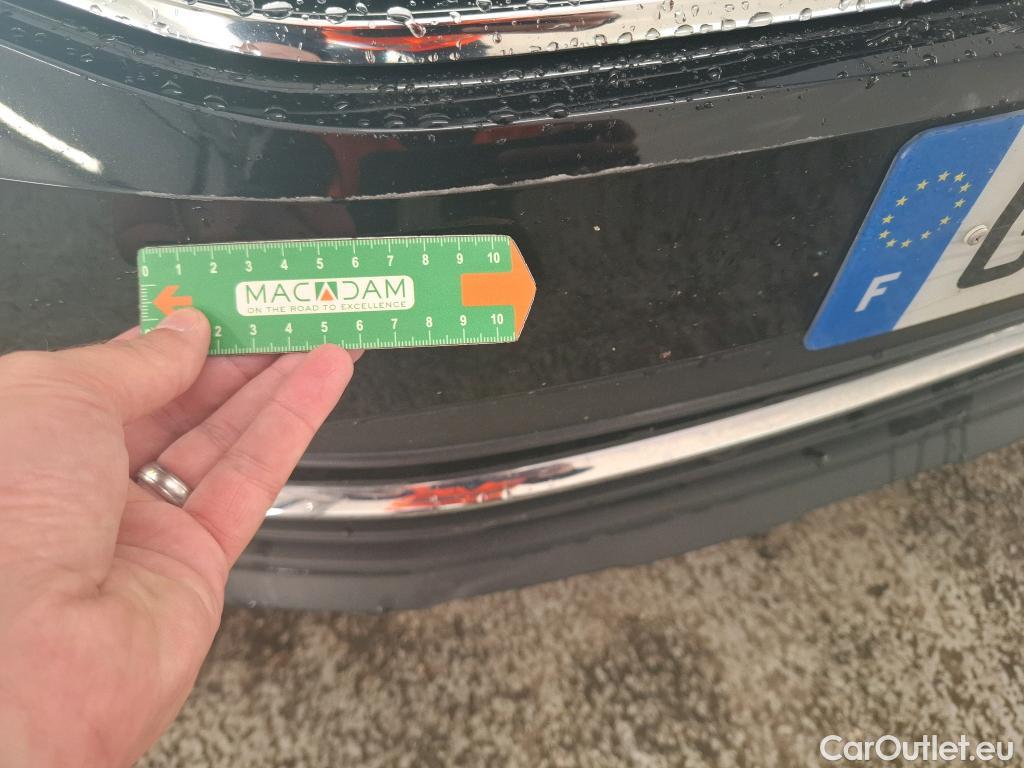 0 1 2 3 4 5 6 7 8 9 10
MACADAM
ON THE ROAD TO EXCELLENCE
2 3 4 5 6 7 8 9 10
F
CarOutlet.eu